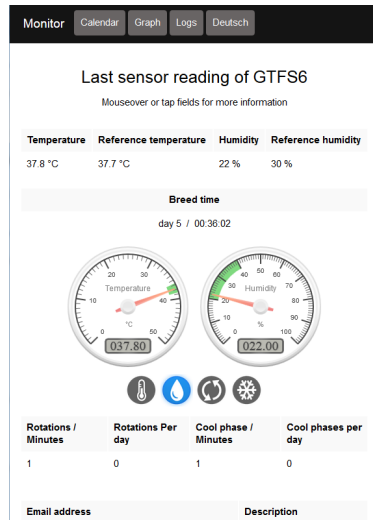 Monitor Calendar Graph Logs Deutsch
Last sensor reading of GTFS6
Mouseover or tap fields for more information
Temperature Reference temperature Humidity Reference humidity
37.8 °C 37.7 °C 22 % 30 %
Breed time
day 5 / 00:36:02
0 10 20 30 40 50
Temperature
°C
037.80
0 10 20 30 40 50 60 70 80 90 100
Humidity
%
022.00
Rotations / Minutes Rotations Per day Cool phase / Minutes Cool phases per day
1 0 1 0
Email address Description